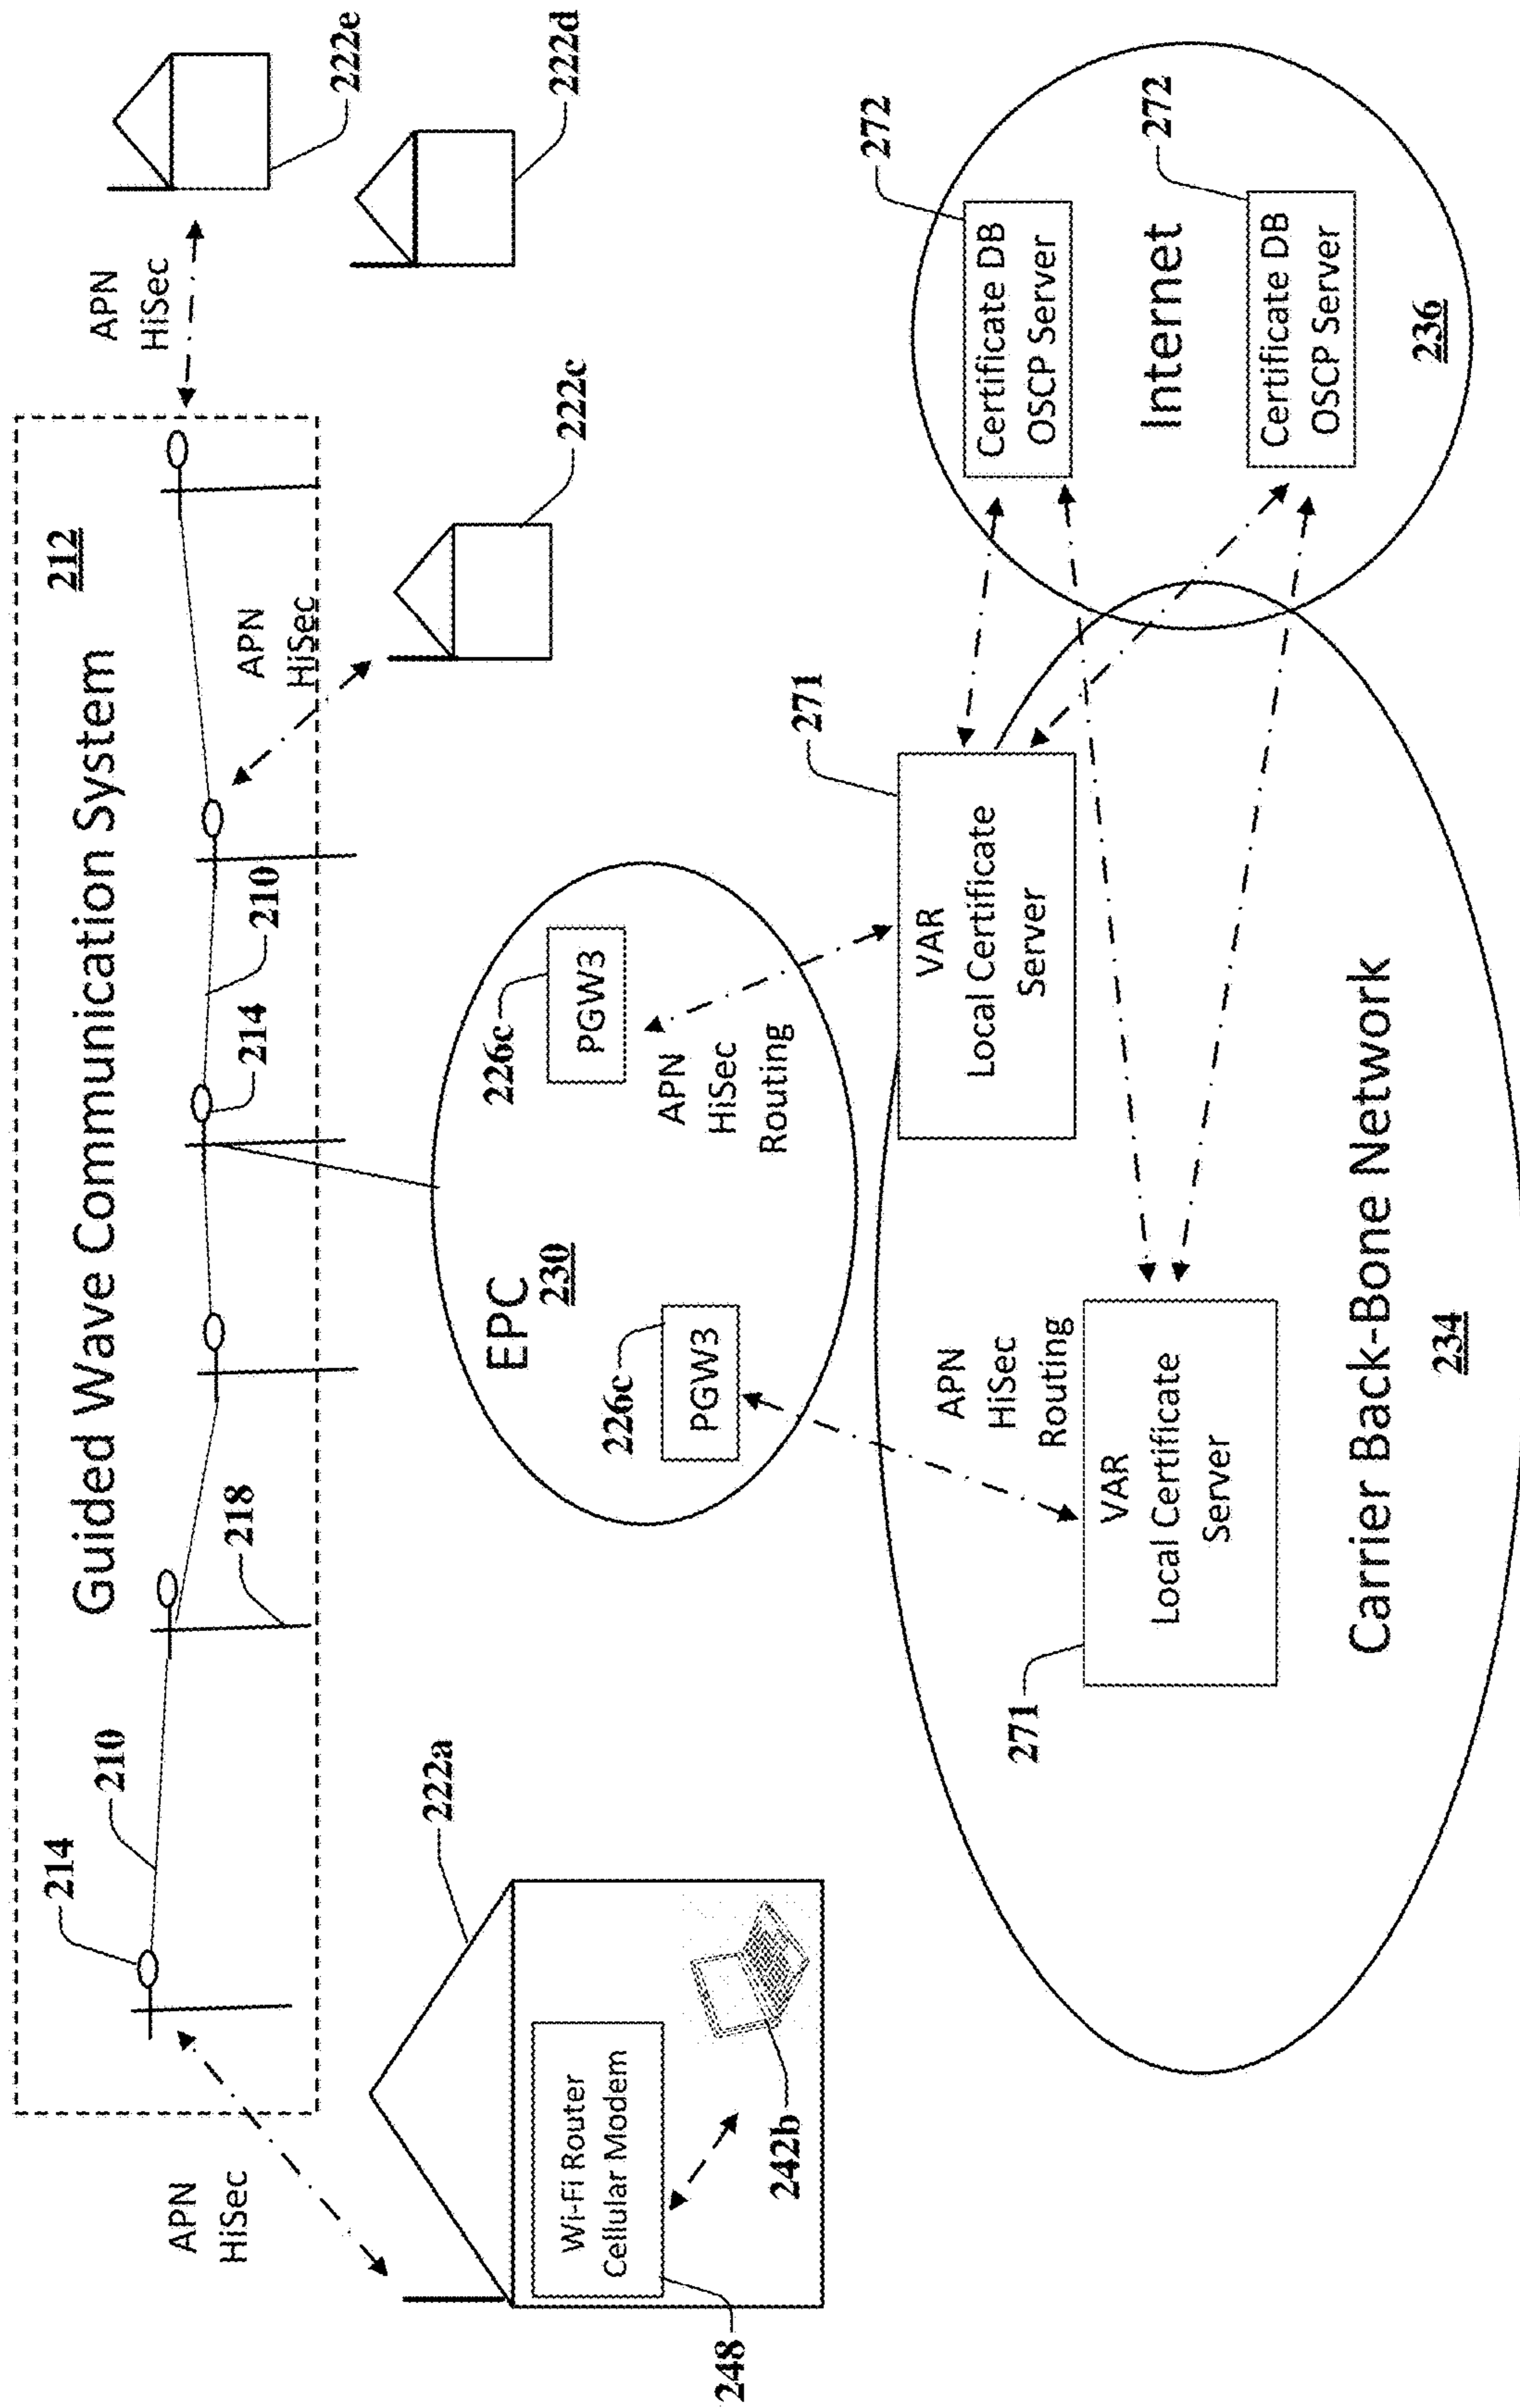 Guided Wave Communication System
212
214
210
218
214
210
APN
HiSec
APN
HiSec
APN
HiSec
222e
222d
222c
222a
Wi-Fi Router
Cellular Modem
248
242b
EPC
230
226c
PGW3
226c
PGW3
APN
HiSec
Routing
APN
HiSec
Routing
271
VAR
Local Certificate
Server
271
VAR
Local Certificate
Server
Carrier Back-Bone Network
234
272
Certificate DB
OSCP Server
Internet
272
Certificate DB
OSCP Server
236